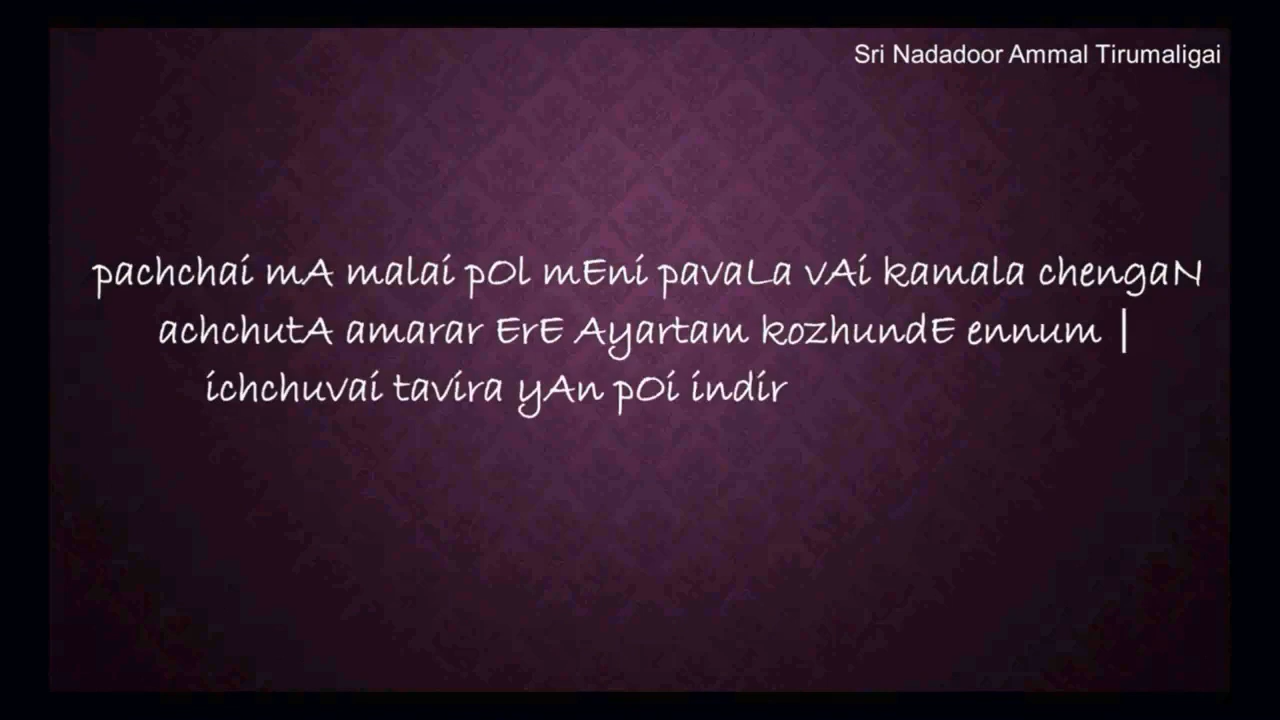 Sri Nadadoor Ammal Tirumaligai
pachchai mA malai pOl mEni pavaLa vAi kamala chengaN
achchutA amarar ErE Ayartam kozhundE ennum |
ichchuvai tavira yAn pOi indir